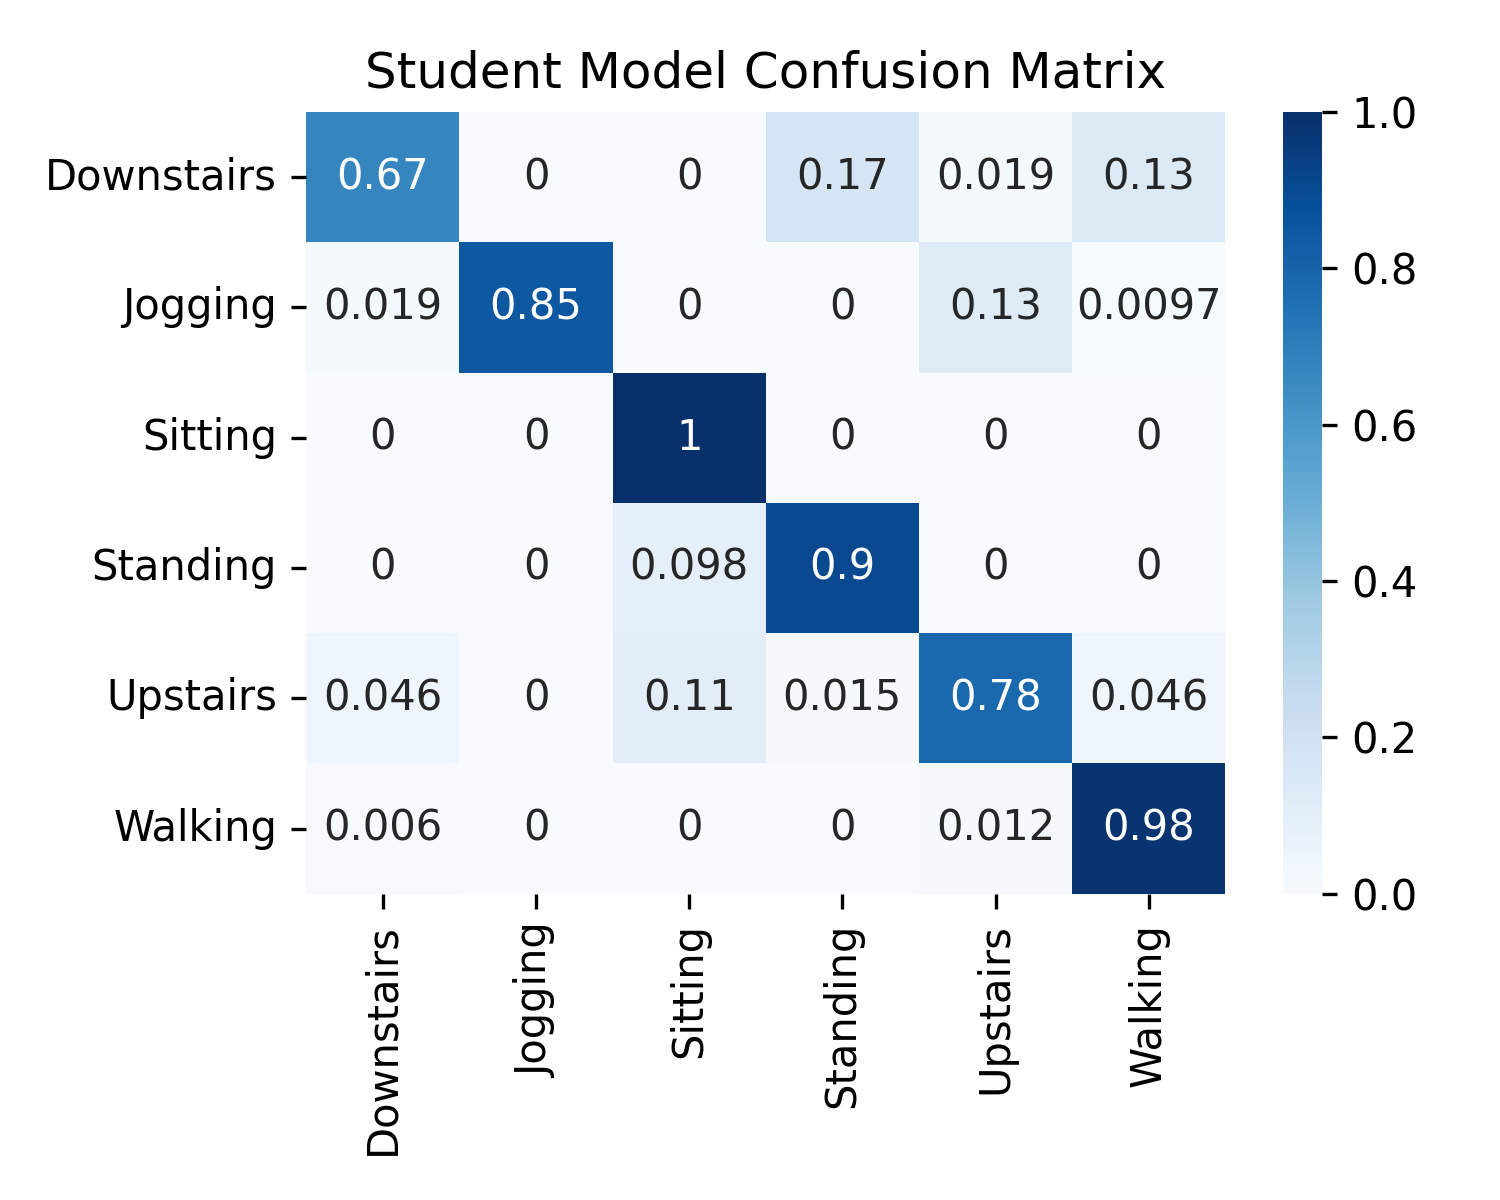 Student Model Confusion Matrix
Downstairs 0.67 0 0 0.17 0.019 0.13
Jogging 0.019 0.85 0 0 0.13 0.0097
Sitting 0 0 1 0 0 0
Standing 0 0 0.098 0.9 0 0
Upstairs 0.046 0 0.11 0.015 0.78 0.046
Walking 0.006 0 0 0 0.012 0.98
Downstairs
Jogging
Sitting
Standing
Upstairs
Walking
1.0
0.8
0.6
0.4
0.2
0.0